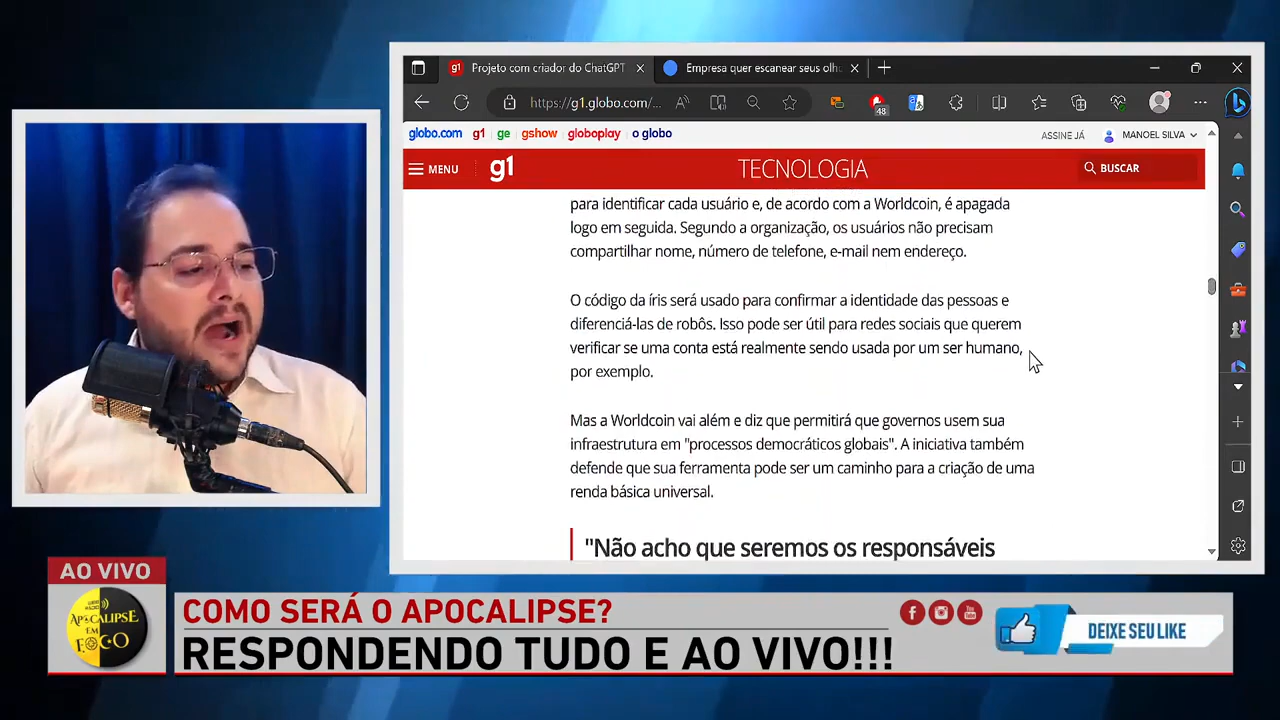 Projeto com criador do ChatGPT
Empresa quer escanear seus olh
https://g1.globo.com/...
48
globo.com g1 ge gshow globoplay o globo
ASSINE JÁ
MANOEL SILVA
MENU
g1
TECNOLOGIA
BUSCAR
para identificar cada usuário e, de acordo com a Worldcoin, é apagada
logo em seguida. Segundo a organização, os usuários não precisam
compartilhar nome, número de telefone, e-mail nem endereço.
O código da íris será usado para confirmar a identidade das pessoas e
diferenciá-las de robôs. Isso pode ser útil para redes sociais que querem
verificar se uma conta está realmente sendo usada por um ser humano,
por exemplo.
Mas a Worldcoin vai além e diz que permitirá que governos usem sua
infraestrutura em "processos democráticos globais". A iniciativa também
defende que sua ferramenta pode ser um caminho para a criação de uma
renda básica universal.
"Não acho que seremos os responsáveis
AO VIVO
APOCALIPSE
EM
FOCO
COMO SERÁ O APOCALIPSE?
RESPONDENDO TUDO E AO VIVO!!!
DEIXE SEU LIKE